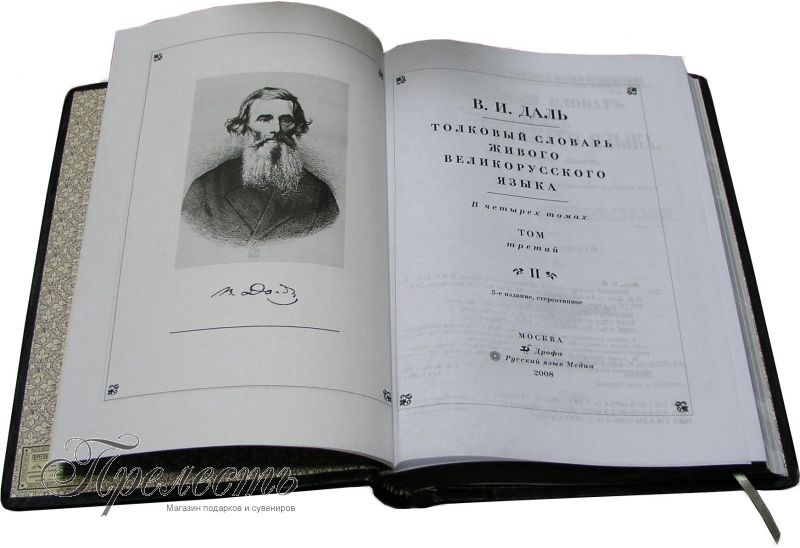 В. И. ДАЛЬ
ТОЛКОВЫЙ СЛОВАРЬ
ЖИВОГО
ВЕЛИКОРУССКОГО
ЯЗЫКА
В четырех томах
ТОМ
третий
П
5-е издание, стереотипное
МОСКВА
Дрофа
Русский язык Медиа
2008
Прелесть
Магазин подарков и сувениров